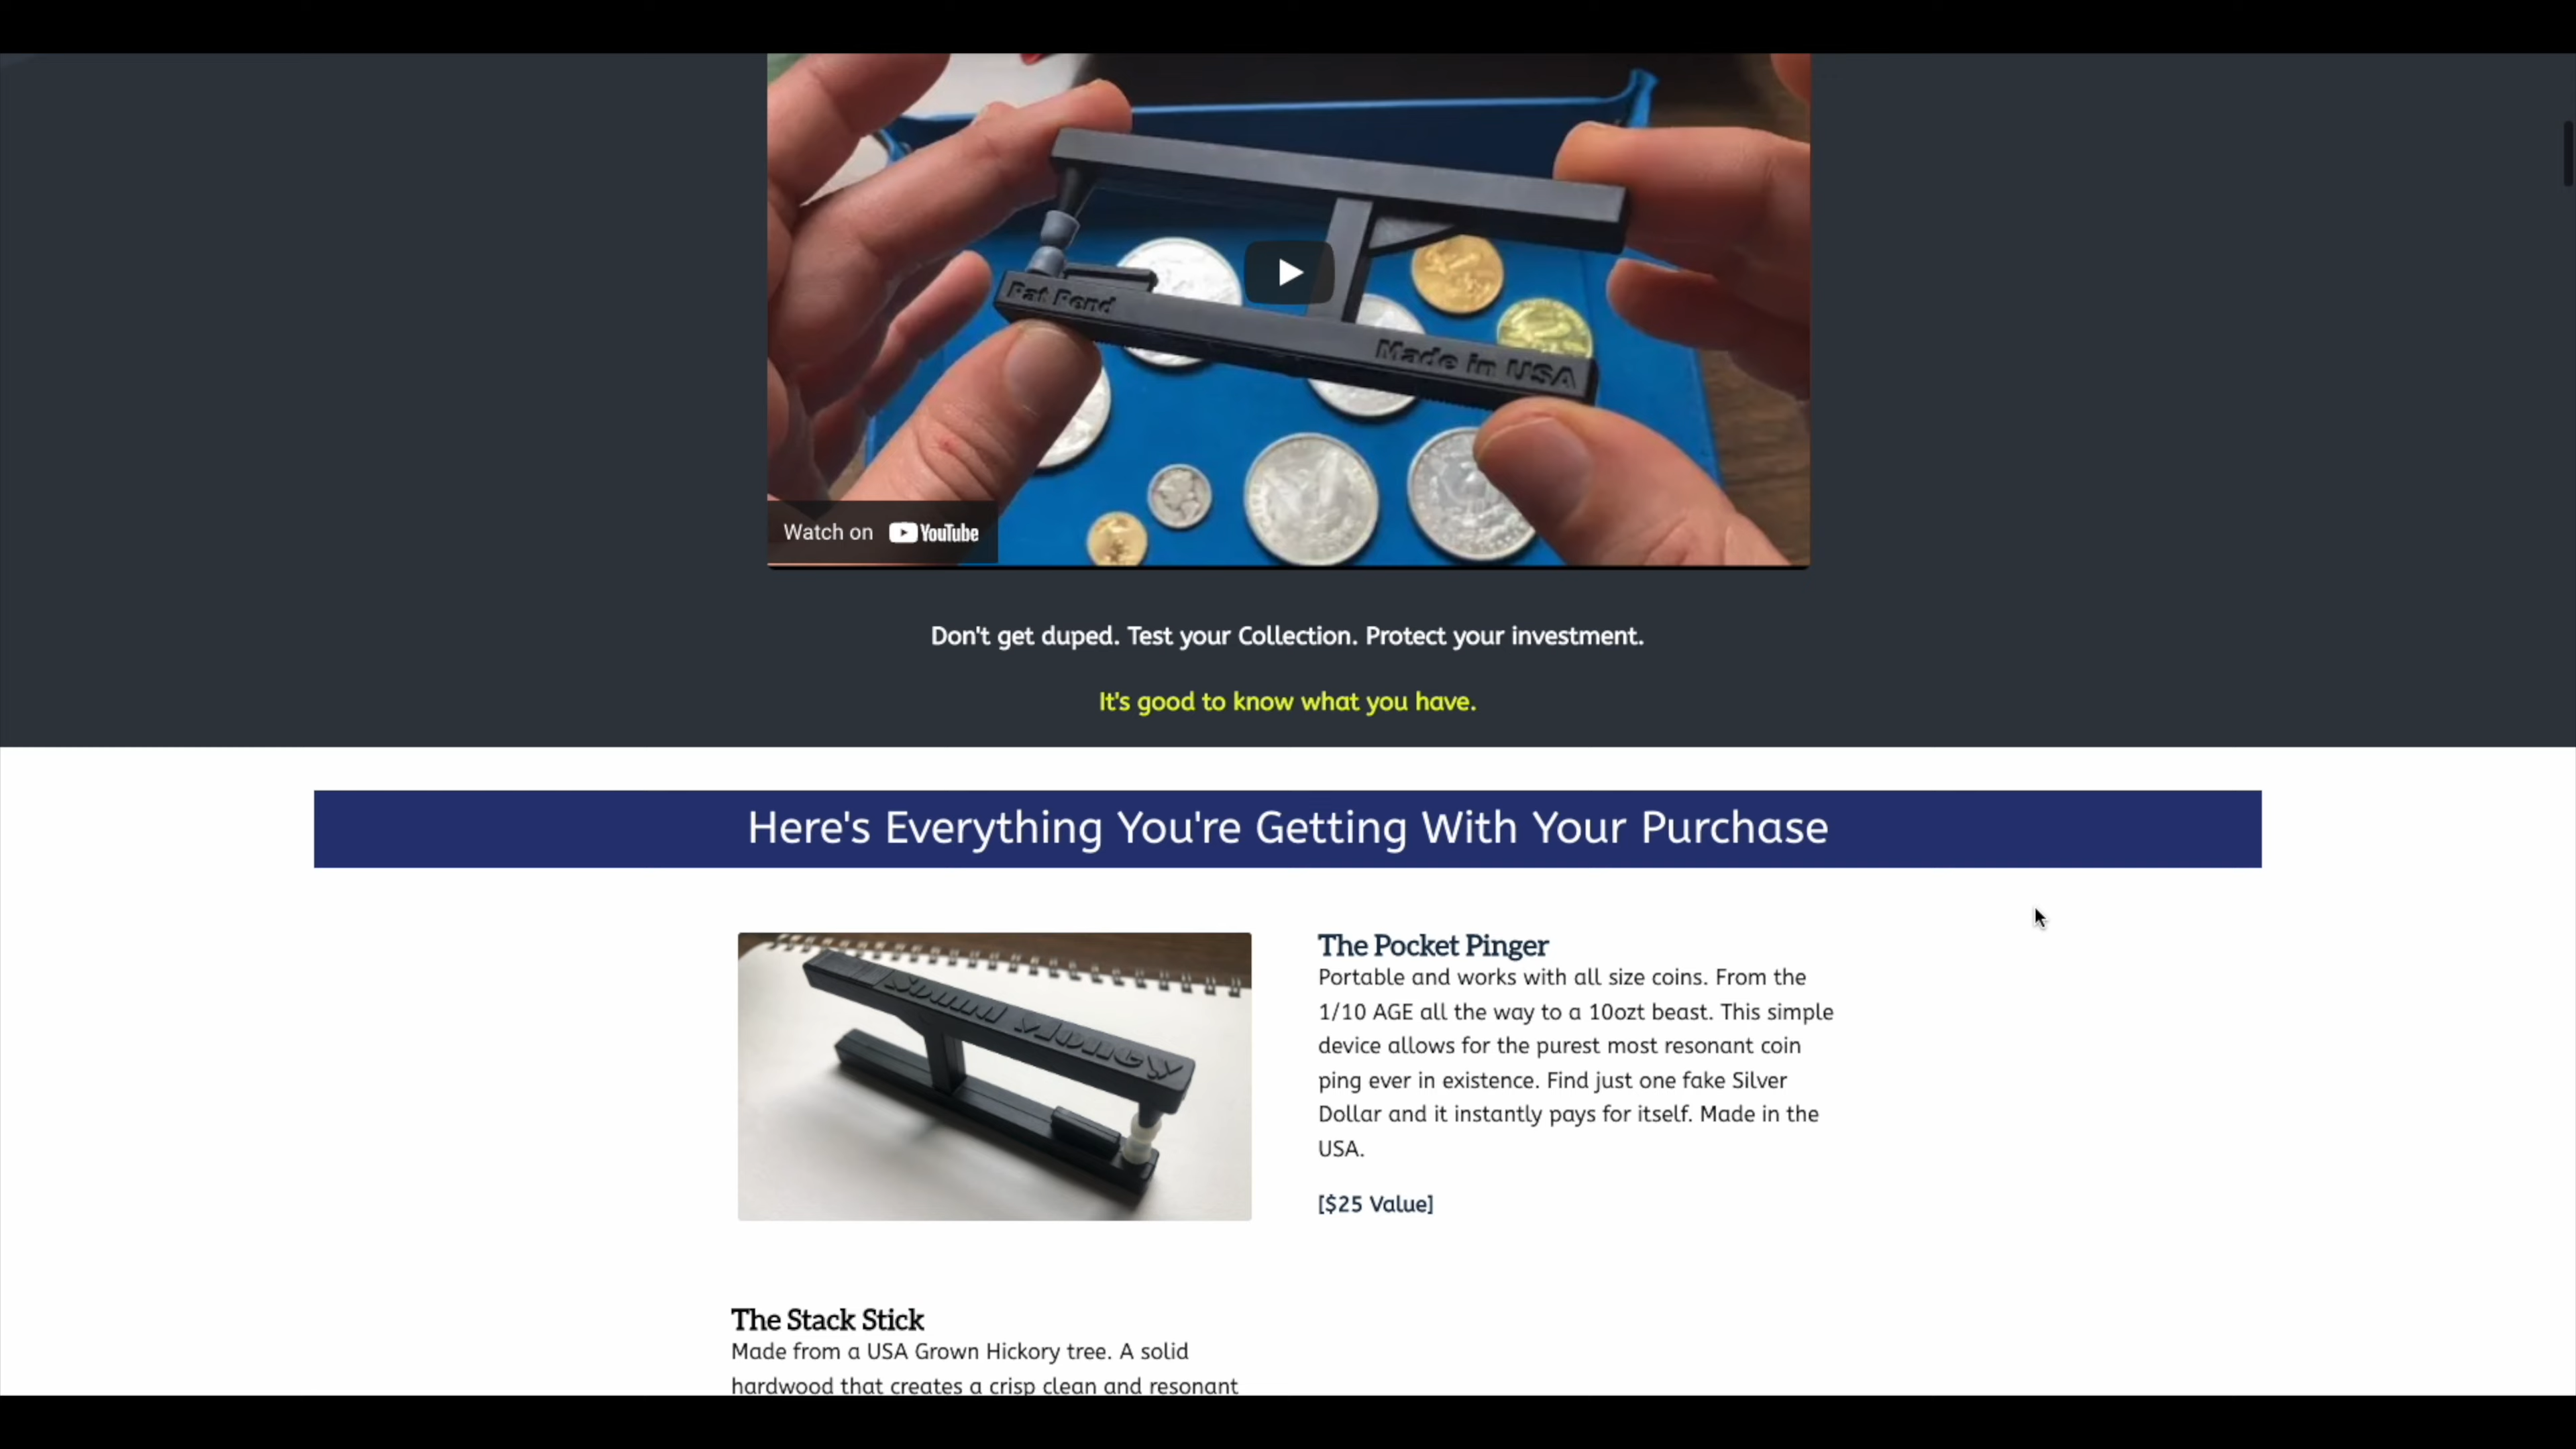 Pat Pend
Made in USA
Watch on YouTube
Don't get duped. Test your Collection. Protect your investment.
It's good to know what you have.
Here's Everything You're Getting With Your Purchase
Sound Money
The Pocket Pinger
Portable and works with all size coins. From the
1/10 AGE all the way to a 10ozt beast. This simple
device allows for the purest most resonant coin
ping ever in existence. Find just one fake Silver
Dollar and it instantly pays for itself. Made in the
USA.
[$25 Value]
The Stack Stick
Made from a USA Grown Hickory tree. A solid
hardwood that creates a crisp clean and resonant